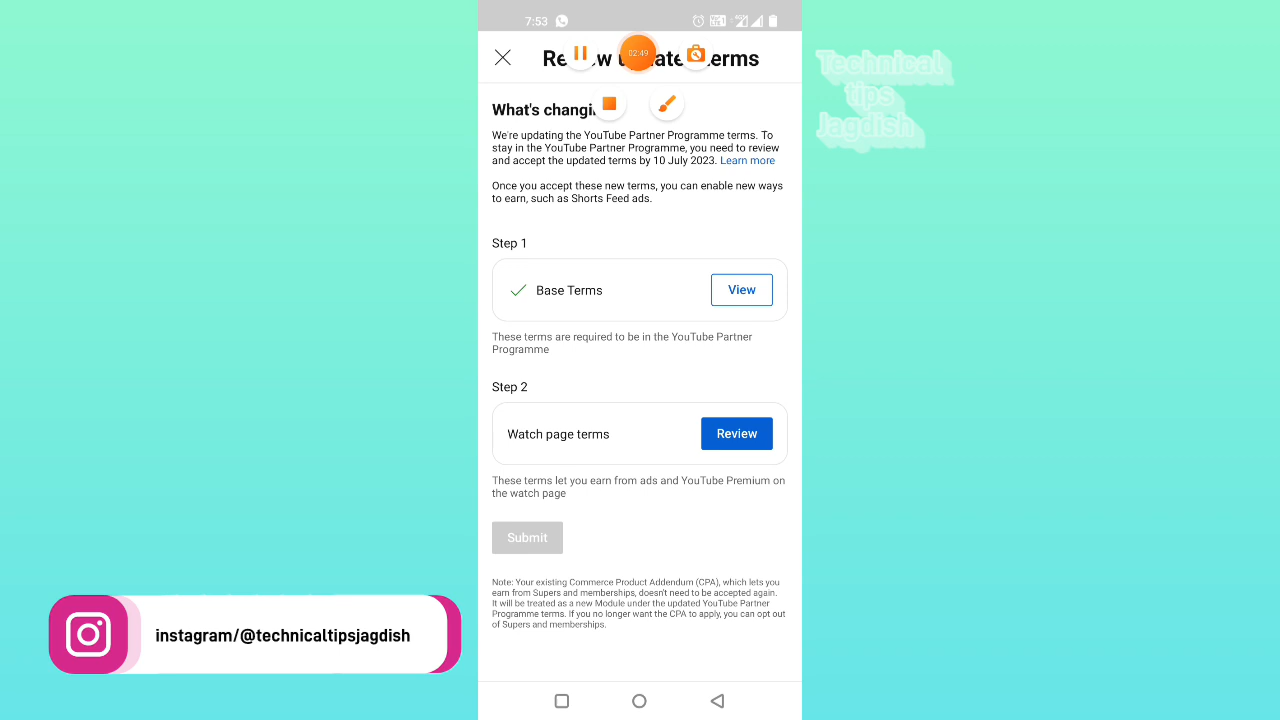 7:53
02:49
Technical
tips
Jagdish
What's changi
We're updating the YouTube Partner Programme terms. To
stay in the YouTube Partner Programme, you need to review
and accept the updated terms by 10 July 2023. Learn more
Once you accept these new terms, you can enable new ways
to earn, such as Shorts Feed ads.
Step 1
Base Terms
View
These terms are required to be in the YouTube Partner
Programme
Step 2
Watch page terms
Review
These terms let you earn from ads and YouTube Premium on
the watch page
Submit
Note: Your existing Commerce Product Addendum (CPA), which lets you
earn from Supers and memberships, doesn't need to be accepted again.
It will be treated as a new Module under the updated YouTube Partner
Programme terms. If you no longer want the CPA to apply, you can opt out
of Supers and memberships.
instagram/@technicaltipsjagdish